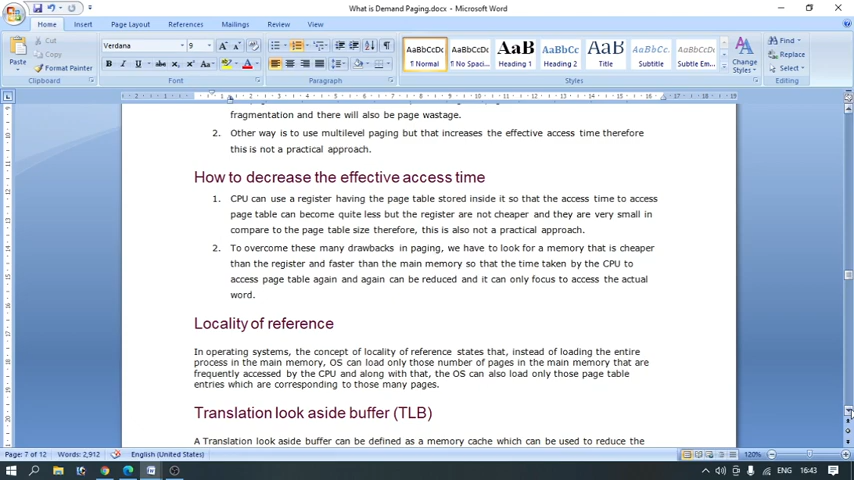 What is Demand Paging.docx - Microsoft Word
Home Insert Page Layout References Mailings Review View
Cut
Copy
Format Painter
Paste
Clipboard
Verdana 9
Font
Paragraph
AaBbCcDc AaBbCcDc AaB AaBbCc AaB AaBbCc. AaBbCcDc
¶ Normal ¶ No Spaci... Heading 1 Heading 2 Title Subtitle Subtle Em...
Change Styles
Styles
Find
Replace
Select
Editing
fragmentation and there will also be page wastage.
2. Other way is to use multilevel paging but that increases the effective access time therefore
this is not a practical approach.
How to decrease the effective access time
1. CPU can use a register having the page table stored inside it so that the access time to access
page table can become quite less but the register are not cheaper and they are very small in
compare to the page table size therefore, this is also not a practical approach.
2. To overcome these many drawbacks in paging, we have to look for a memory that is cheaper
than the register and faster than the main memory so that the time taken by the CPU to
access page table again and again can be reduced and it can only focus to access the actual
word.
Locality of reference
In operating systems, the concept of locality of reference states that, instead of loading the entire
process in the main memory, OS can load only those number of pages in the main memory that are
frequently accessed by the CPU and along with that, the OS can also load only those page table
entries which are corresponding to those many pages.
Translation look aside buffer (TLB)
A Translation look aside buffer can be defined as a memory cache which can be used to reduce the
Page: 7 of 12 Words: 2,912 English (United States) 120%
ENG 16:43